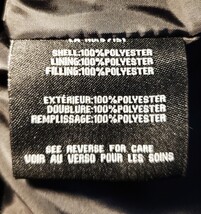 SHELL:100%POLYESTER
LINING:100%POLYESTER
FILLING:100%POLYESTER
EXTÉRIEUR:100%POLYESTER
DOUBLURE:100%POLYESTER
REMPLISSAGE:100%POLYESTER
SEE REVERSE FOR CARE
VOIR AU VERSO POUR LES SOINS